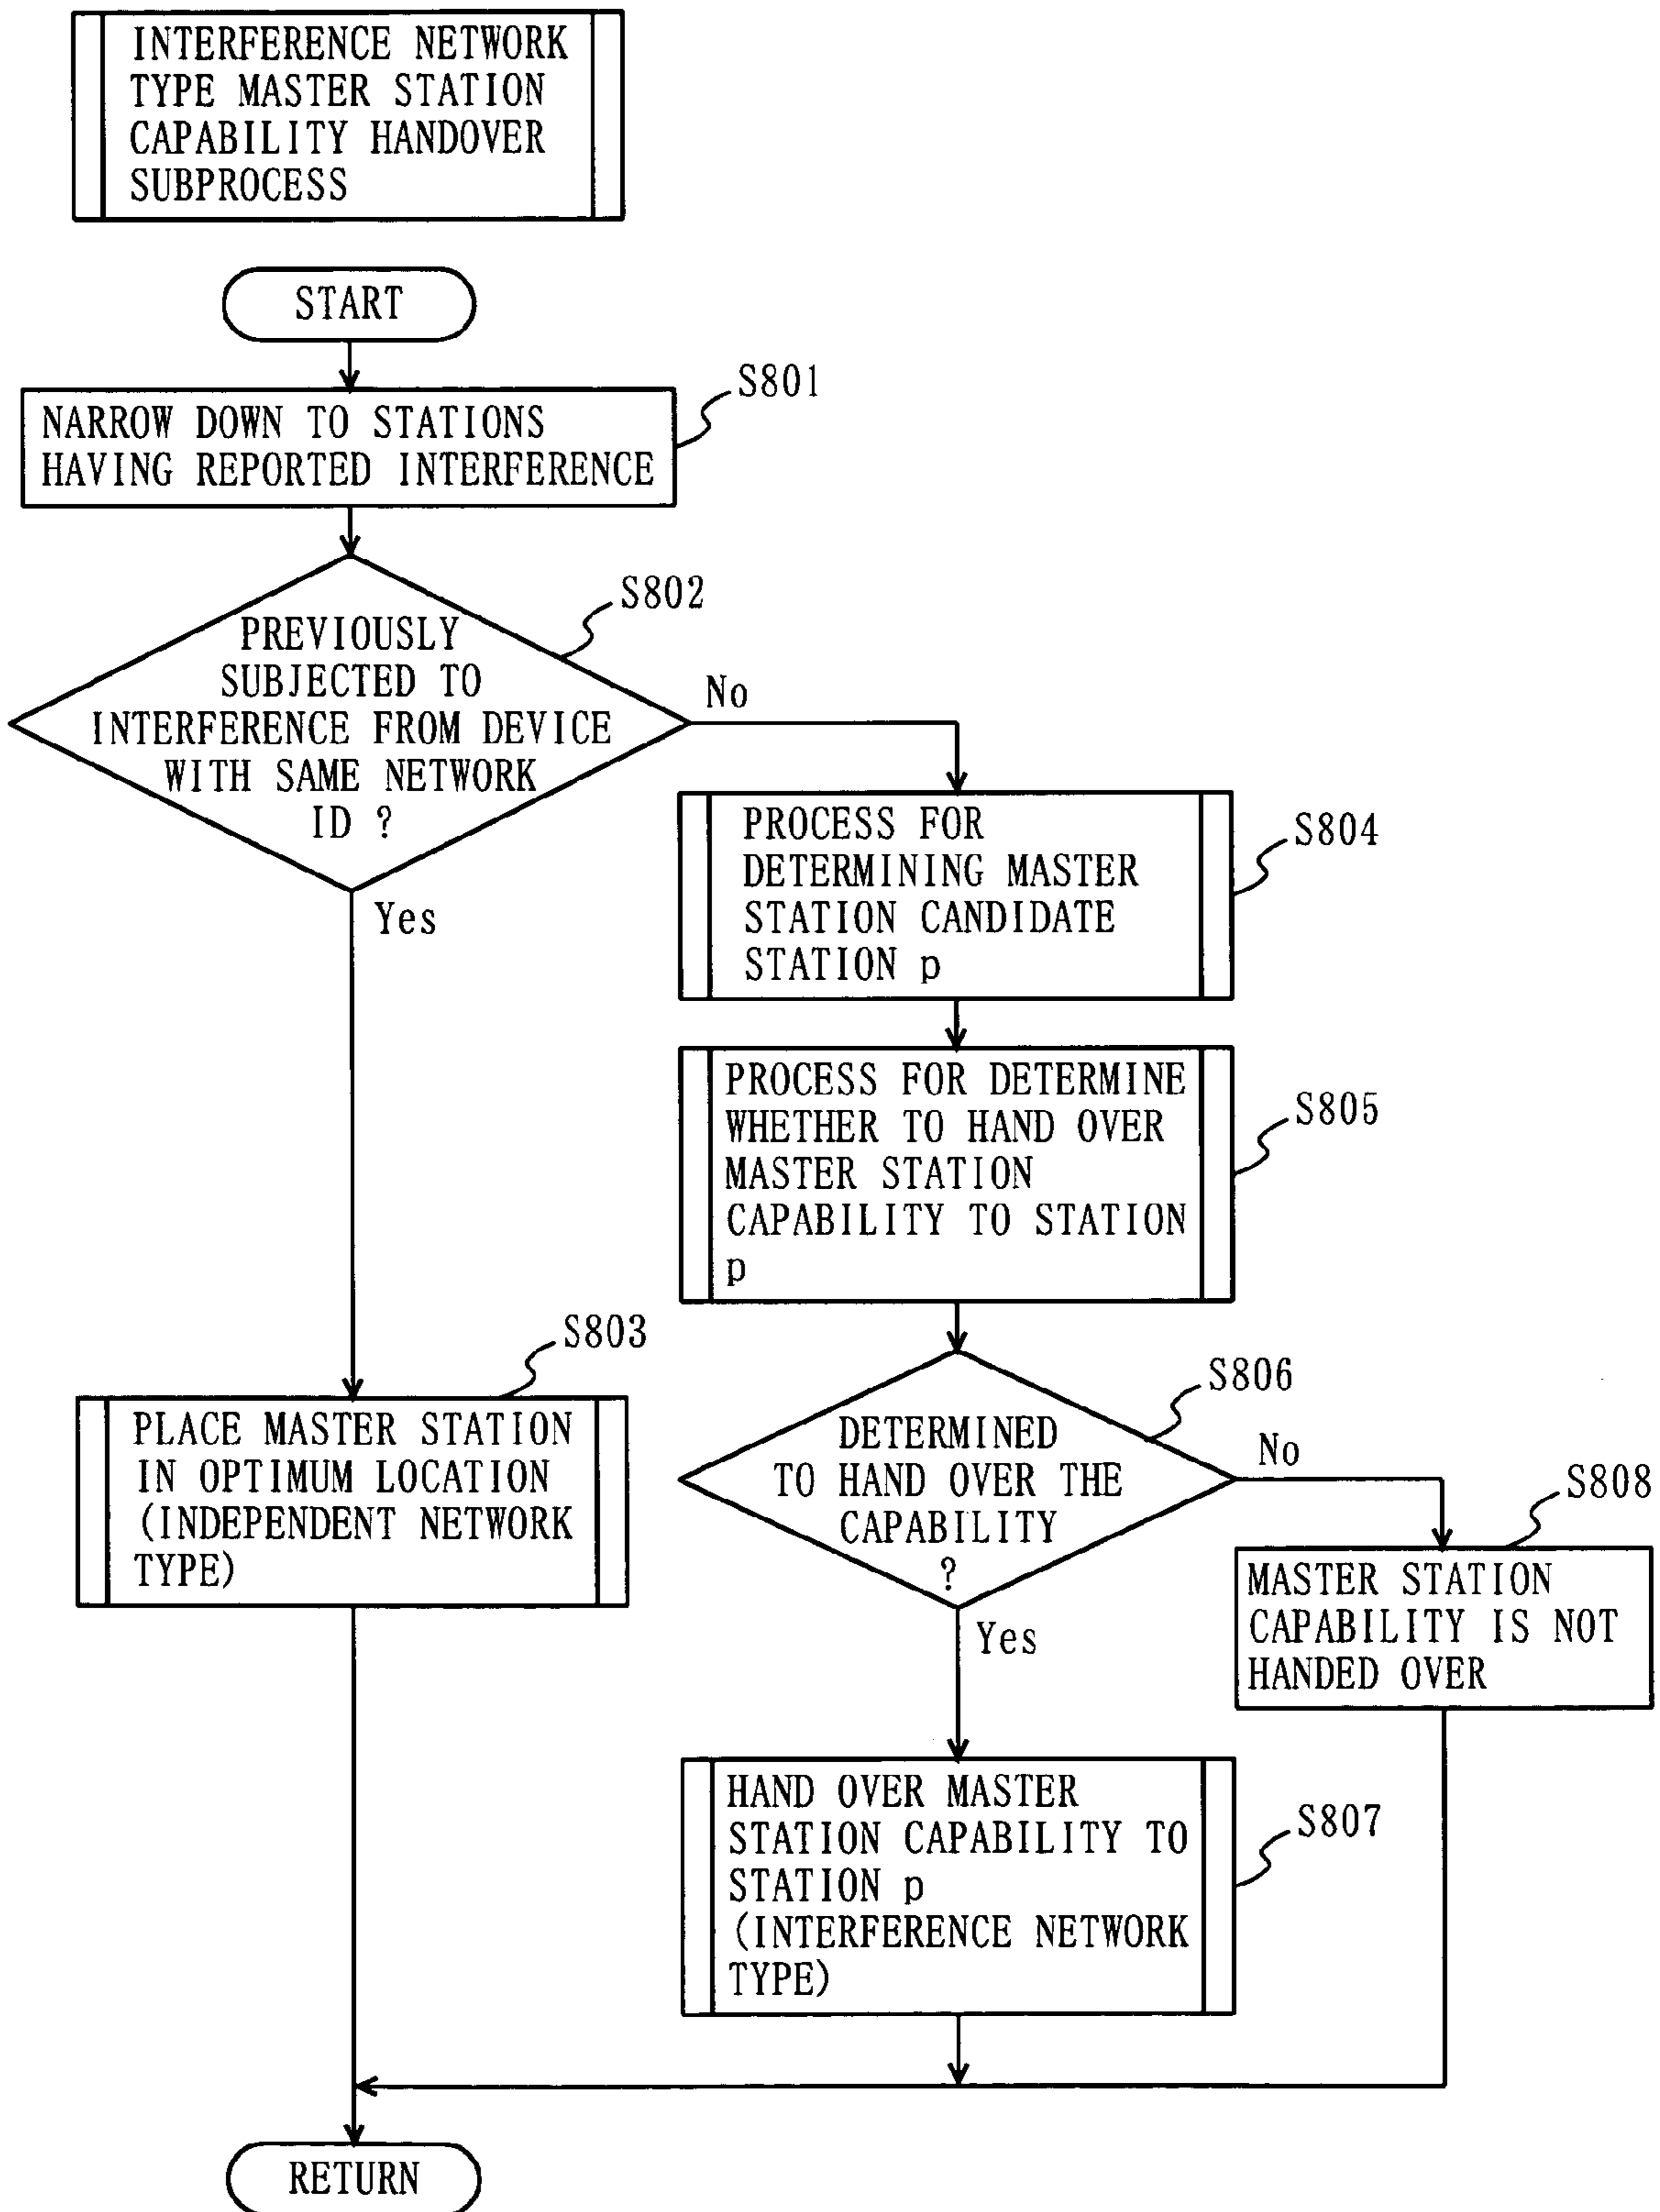 INTERFERENCE NETWORK
TYPE MASTER STATION
CAPABILITY HANDOVER
SUBPROCESS
START
S801
NARROW DOWN TO STATIONS
HAVING REPORTED INTERFERENCE
S802
PREVIOUSLY
SUBJECTED TO
INTERFERENCE FROM DEVICE
WITH SAME NETWORK
ID ?
No
Yes
S804
PROCESS FOR
DETERMINING MASTER
STATION CANDIDATE
STATION p
S805
PROCESS FOR DETERMINE
WHETHER TO HAND OVER
MASTER STATION
CAPABILITY TO STATION
p
S803
PLACE MASTER STATION
IN OPTIMUM LOCATION
(INDEPENDENT NETWORK
TYPE)
S806
DETERMINED
TO HAND OVER THE
CAPABILITY
?
No
Yes
S808
MASTER STATION
CAPABILITY IS NOT
HANDED OVER
S807
HAND OVER MASTER
STATION CAPABILITY TO
STATION p
(INTERFERENCE NETWORK
TYPE)
RETURN